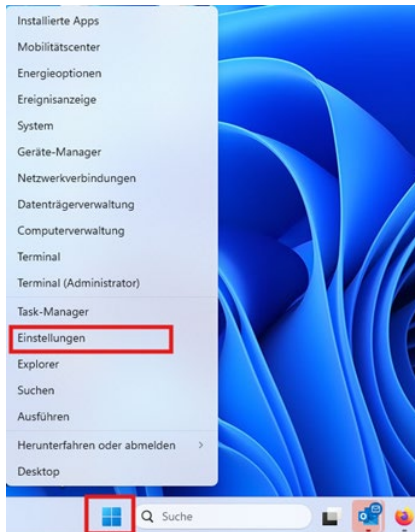 Installierte Apps
Mobilitätscenter
Energieoptionen
Ereignisanzeige
System
Geräte-Manager
Netzwerkverbindungen
Datenträgerverwaltung
Computerverwaltung
Terminal
Terminal (Administrator)
Task-Manager
Einstellungen
Explorer
Suchen
Ausführen
Herunterfahren oder abmelden
Desktop
Suche